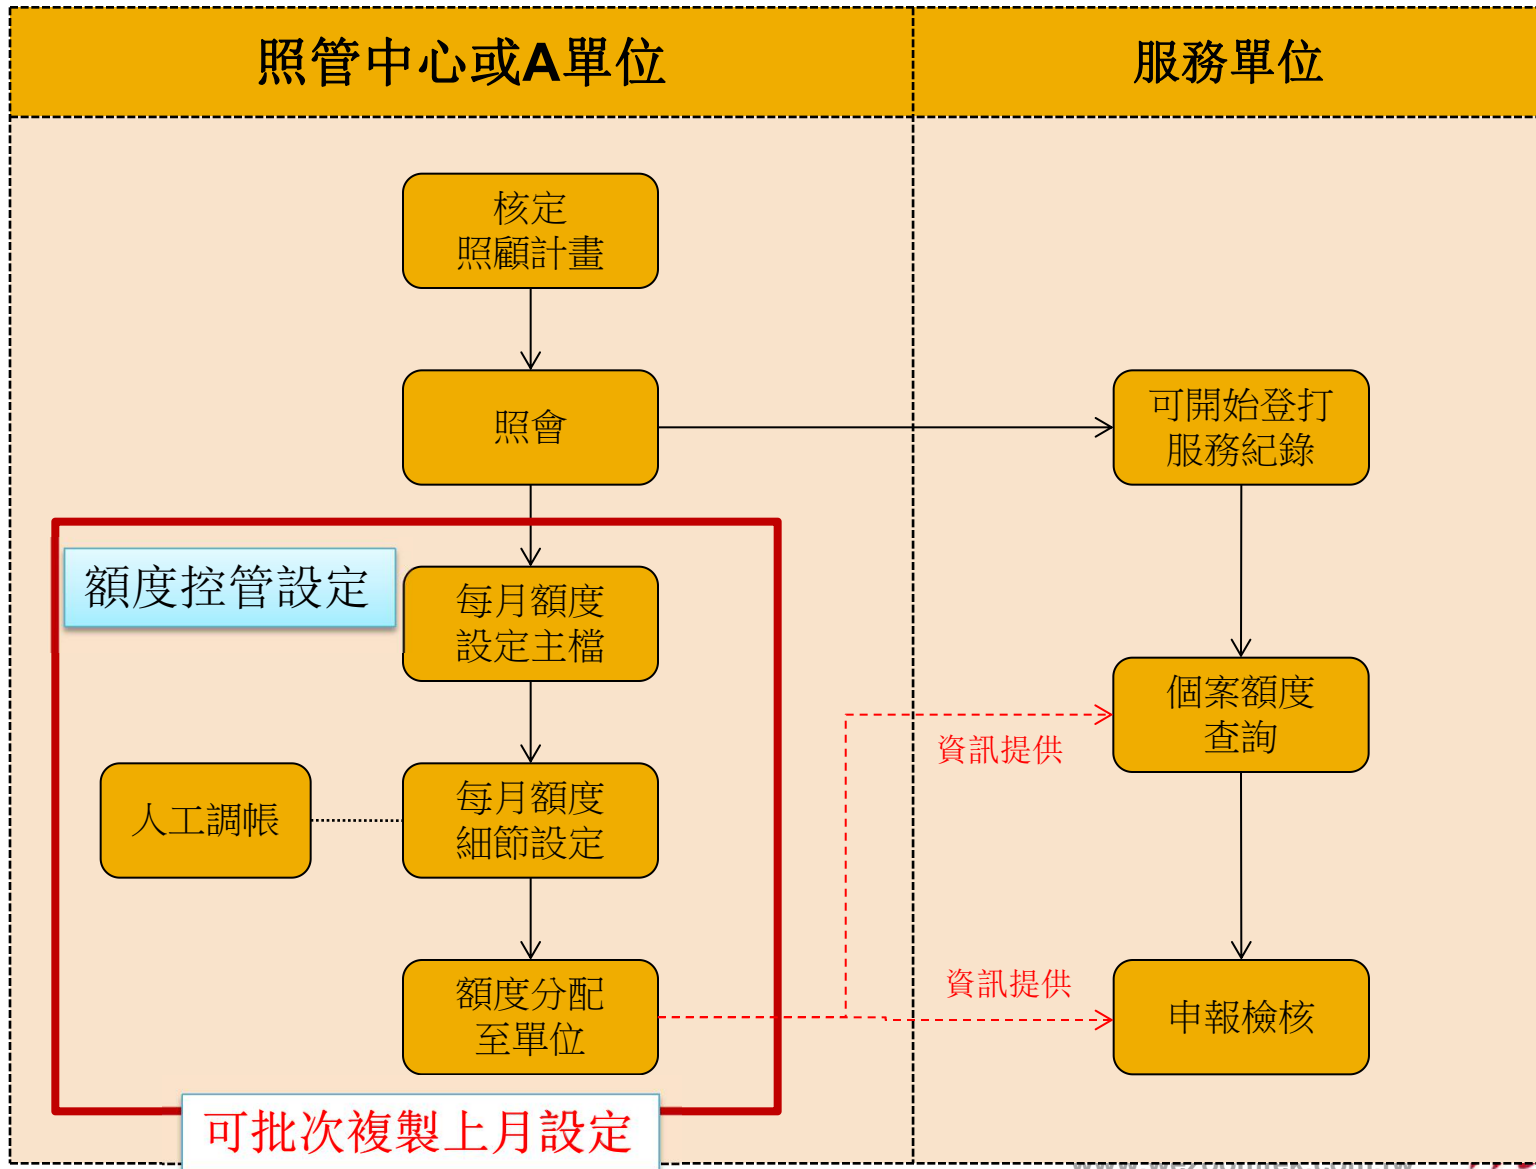 照管中心或A單位
服務單位
核定
照顧計畫
照會
可開始登打
服務紀錄
額度控管設定
每月額度
設定主檔
個案額度
查詢
資訊提供
人工調帳
每月額度
細節設定
資訊提供
額度分配
至單位
申報檢核
可批次複製上月設定